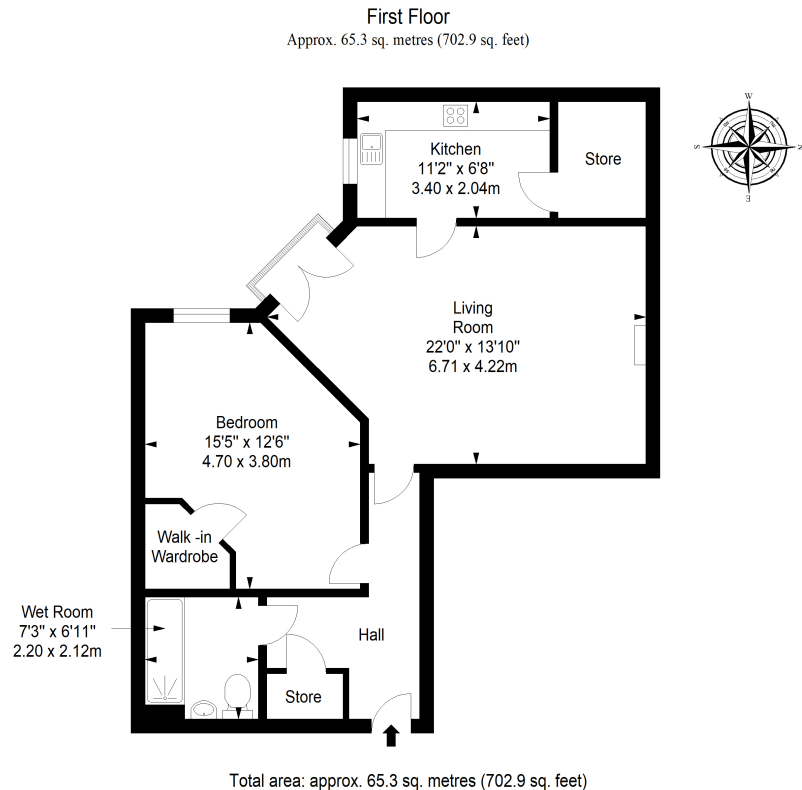 First Floor
Approx. 65.3 sq. metres (702.9 sq. feet)
W
S
N
E
Kitchen
11'2" x 6'8"
3.40 x 2.04m
Store
Living
Room
22'0" x 13'10"
6.71 x 4.22m
Bedroom
15'5" x 12'6"
4.70 x 3.80m
Walk -in
Wardrobe
Wet Room
7'3" x 6'11"
2.20 x 2.12m
Hall
Store
Total area: approx. 65.3 sq. metres (702.9 sq. feet)